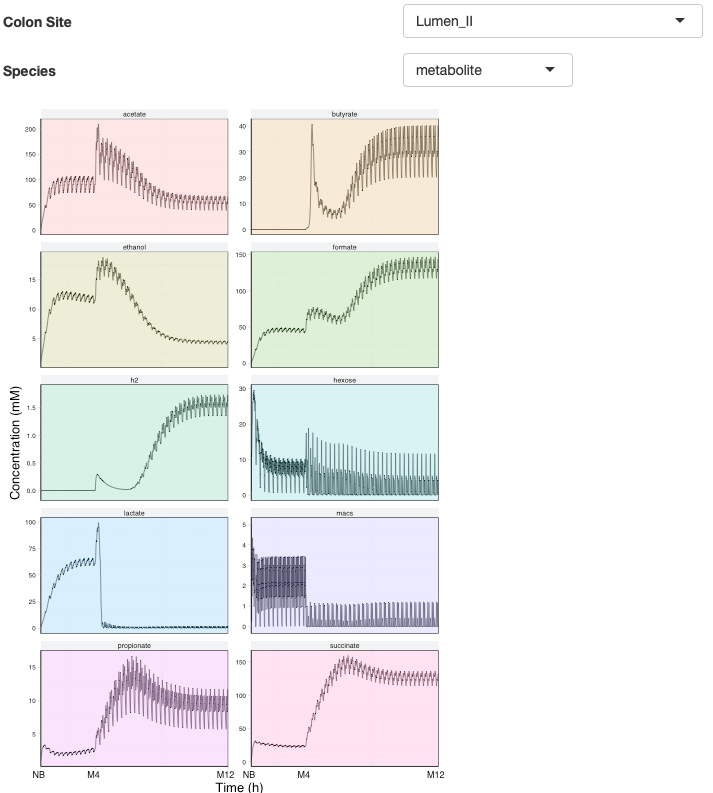 Colon Site
Lumen_II
Species
metabolite
acetate
butyrate
200
150
100
50
0
40
30
20
10
0
ethanol
formate
15
10
5
150
100
50
0
h2
hexose
1.5
1.0
0.5
0.0
30
20
10
0
Concentration (mM)
lactate
macs
100
75
50
25
0
5
4
3
2
1
0
propionate
succinate
15
10
5
150
100
50
0
NB M4 M12 NB M4 M12
Time (h)